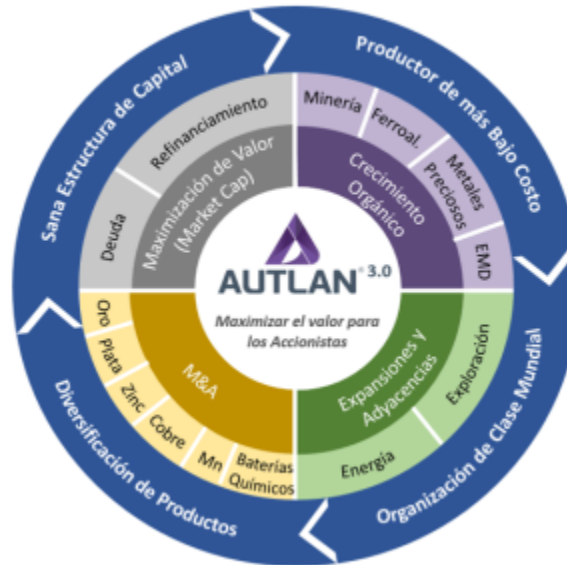 Sana Estructura de Capital
Productor de más Bajo Costo
Organización de Clase Mundial
Diversificación de Productos
Deuda
Refinanciamiento
Maximización de Valor
(Market Cap)
Minería
Ferroal.
Metales
Preciosos
EMD
Crecimiento
Orgánico
AUTLAN® 3.0
Maximizar el valor para
los Accionistas
Exploración
Energía
Expansiones y
Adyacencias
M&A
Oro
Plata
Zinc
Cobre
Mn
Baterías
Químicos